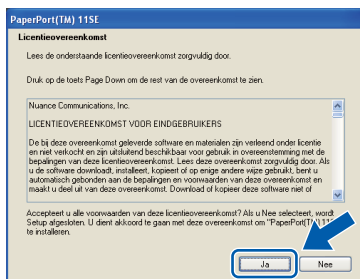 PaperPort(TM) 11SE
Licentieovereenkomst
Lees de onderstaande licentieovereenkomst zorgvuldig door.
Druk op de toets Page Down om de rest van de overeenkomst te zien.
Nuance Communications, Inc.
LICENTIEOVEREENKOMST VOOR EINDGEBRUIKERS
De bij deze overeenkomst geleverde software en materialen zijn verleend onder licentie
en niet verkocht en zijn uitsluitend beschikbaar voor gebruik in overeenstemming met de
bepalingen van deze licentieovereenkomst. Lees deze overeenkomst zorgvuldig door. Als
u de software downloadt, installeert, kopieert of op enige andere wijze gebruikt, bent u
automatisch gebonden aan de bepalingen en voorwaarden van deze overeenkomst en
maakt u deel uit van deze overeenkomst. Download of kopieer deze software niet of
Accepteert u alle voorwaarden van deze licentieovereenkomst? Als u Nee selecteert, wordt
Setup afgesloten. U dient akkoord te gaan met deze overeenkomst om "PaperPort(TM) 11SE
te installeren.
Ja
Nee